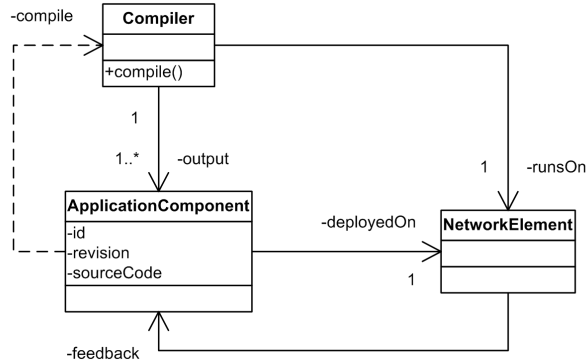 -compile
Compiler
+compile()
1
1..*
-output
1
-runsOn
ApplicationComponent
-id
-revision
-sourceCode
-deployedOn
1
NetworkElement
-feedback